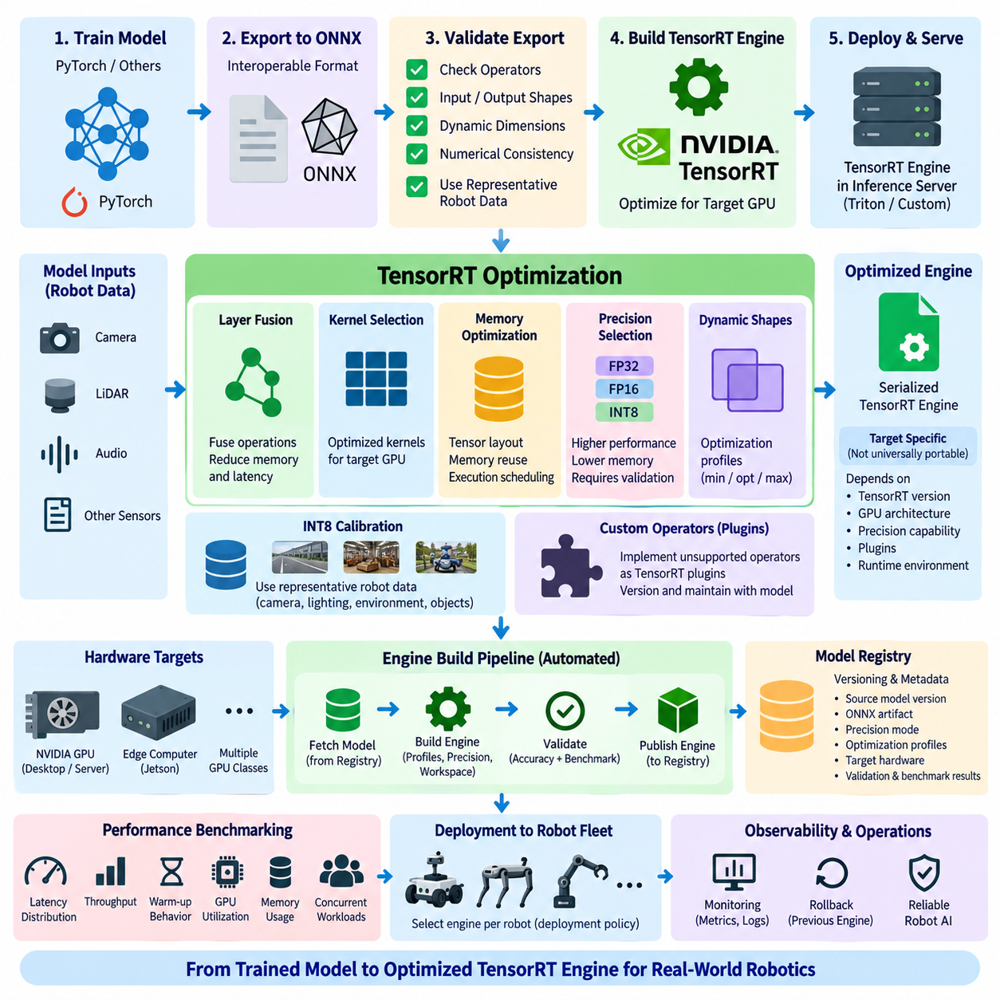 1. Train Model
PyTorch / Others
PyTorch
2. Export to ONNX
Interoperable Format
ONNX
3. Validate Export
Check Operators
Input / Output Shapes
Dynamic Dimensions
Numerical Consistency
Use Representative
Robot Data
4. Build TensorRT Engine
NVIDIA.
TensorRT
Optimize for Target GPU
5. Deploy & Serve
TensorRT Engine
in Inference Server
(Triton / Custom)
Model Inputs
(Robot Data)
Camera
LiDAR
Audio
Other Sensors
TensorRT Optimization
Layer Fusion
Fuse operations
Reduce memory
and latency
Kernel Selection
Optimized kernels
for target GPU
Memory
Optimization
Tensor layout
Memory reuse
Execution scheduling
Precision
Selection
FP32
FP16
INT8
Higher performance
Lower memory
Requires validation
Dynamic Shapes
Optimization
profiles
(min / opt / max)
Optimized Engine
Serialized
TensorRT Engine
Target Specific
(Not universally portable)
Depends on
• TensorRT version
• GPU architecture
• Precision capability
• Plugins
• Runtime environment
INT8 Calibration
Use representative robot data
(camera, lighting, environment, objects)
Custom Operators (Plugins)
Implement unsupported operators
as TensorRT plugins
Version and maintain with model
Hardware Targets
NVIDIA GPU
(Desktop / Server)
Edge Computer
(Jetson)
Multiple
GPU Classes
Engine Build Pipeline (Automated)
Fetch Model
(from Registry)
Build Engine
(Profiles, Precision,
Workspace)
Validate
(Accuracy + Benchmark)
Publish Engine
(to Registry)
Model Registry
Versioning & Metadata
• Source model version
• ONNX artifact
• Precision mode
• Optimization profiles
• Target hardware
• Validation & benchmark results
Performance Benchmarking
Latency
Distribution
Throughput
Warm-up
Behavior
GPU
Utilization
Memory
Usage
Concurrent
Workloads
Deployment to Robot Fleet
Select engine per robot (deployment policy)
Observability & Operations
Monitoring
(Metrics, Logs)
Rollback
(Previous Engine)
Reliable
Robot AI
From Trained Model to Optimized TensorRT Engine for Real-World Robotics